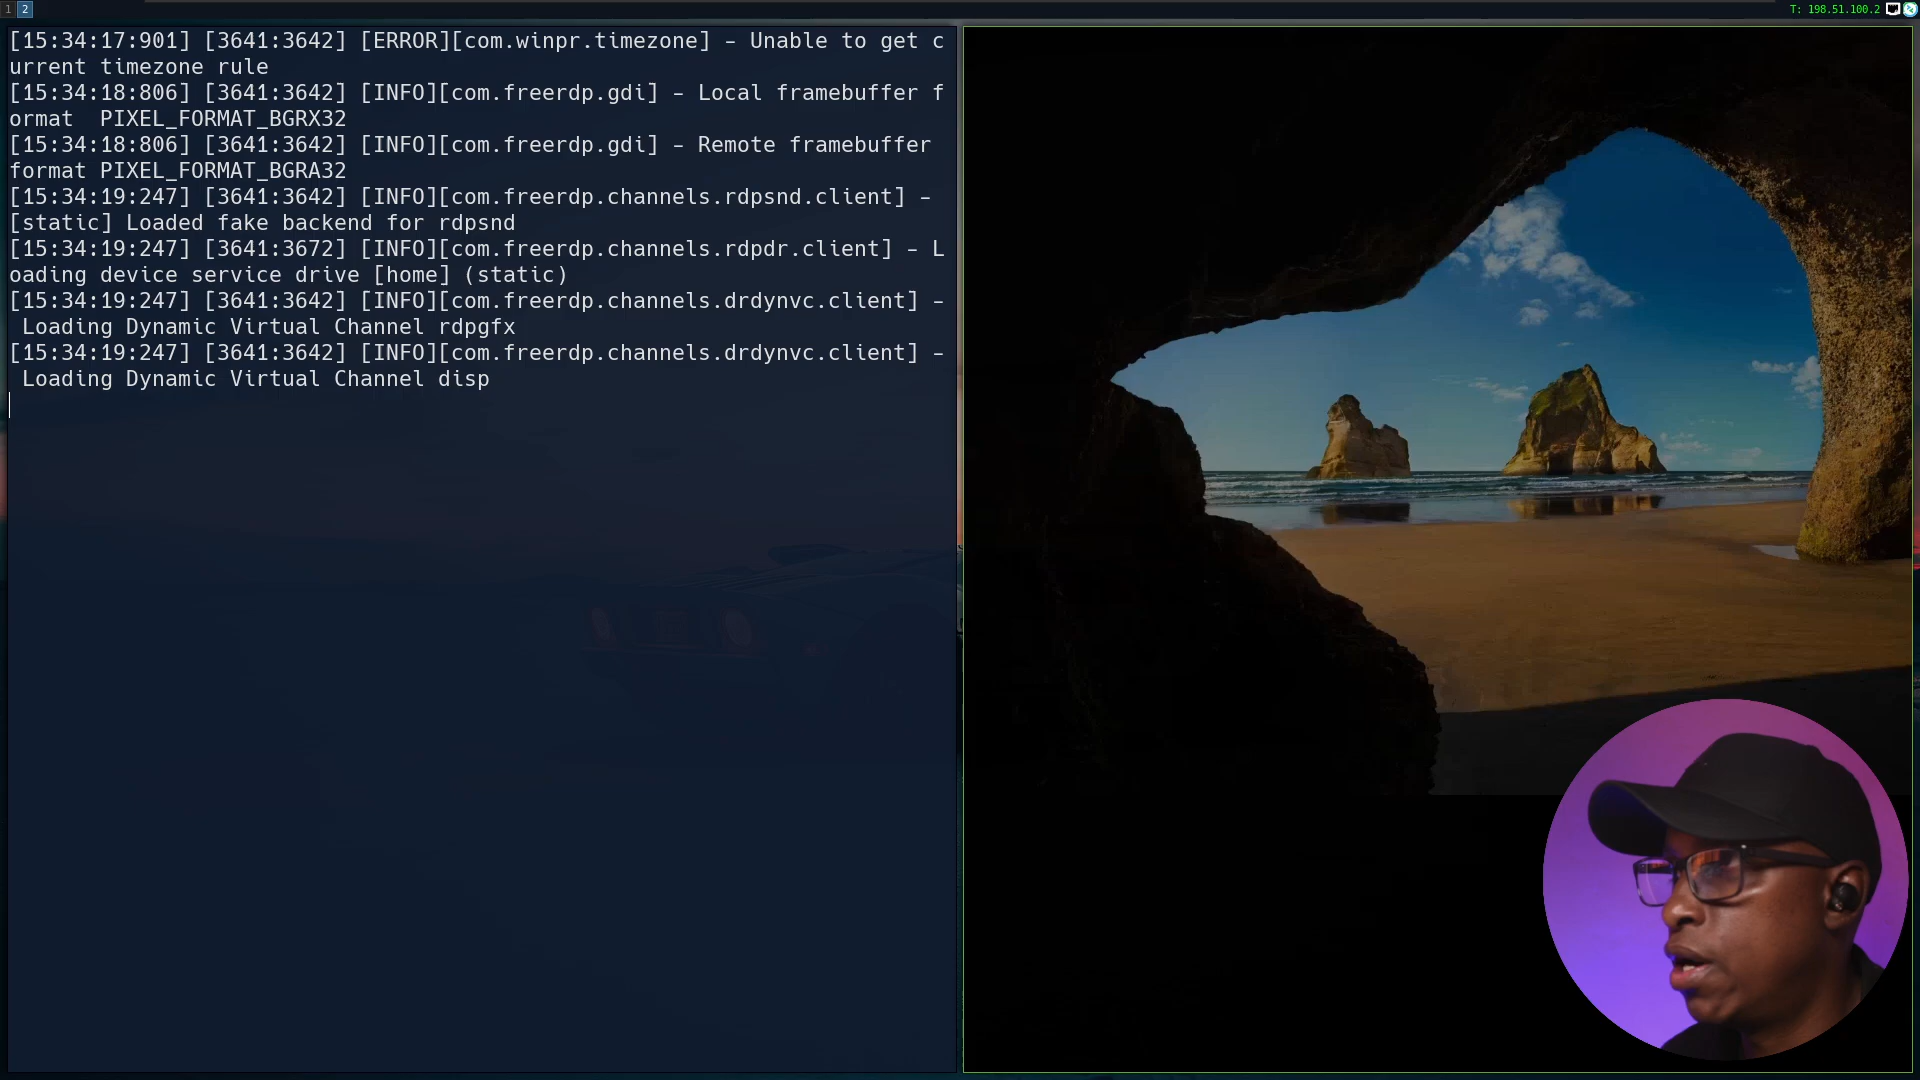 1 2
T: 198.51.100.2
[15:34:17:901] [3641:3642] [ERROR][com.winpr.timezone] - Unable to get c
urrent timezone rule
[15:34:18:806] [3641:3642] [INFO][com.freerdp.gdi] - Local framebuffer f
ormat  PIXEL_FORMAT_BGRX32
[15:34:18:806] [3641:3642] [INFO][com.freerdp.gdi] - Remote framebuffer
format PIXEL_FORMAT_BGRA32
[15:34:19:247] [3641:3642] [INFO][com.freerdp.channels.rdpsnd.client] -
[static] Loaded fake backend for rdpsnd
[15:34:19:247] [3641:3672] [INFO][com.freerdp.channels.rdpdr.client] - L
oading device service drive [home] (static)
[15:34:19:247] [3641:3642] [INFO][com.freerdp.channels.drdynvc.client] -
 Loading Dynamic Virtual Channel rdpgfx
[15:34:19:247] [3641:3642] [INFO][com.freerdp.channels.drdynvc.client] -
 Loading Dynamic Virtual Channel disp